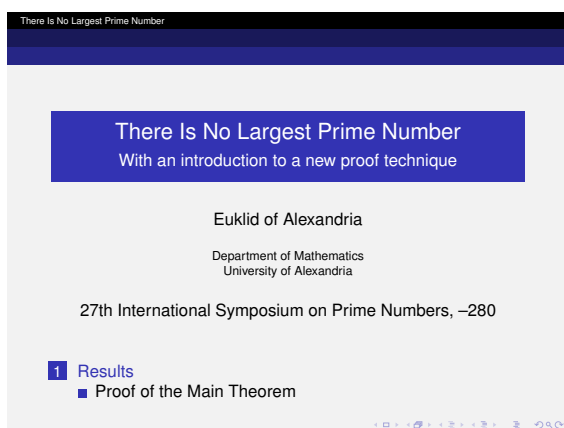 There Is No Largest Prime Number
There Is No Largest Prime Number
With an introduction to a new proof technique
Euklid of Alexandria
Department of Mathematics
University of Alexandria
27th International Symposium on Prime Numbers, –280
1 Results
Proof of the Main Theorem